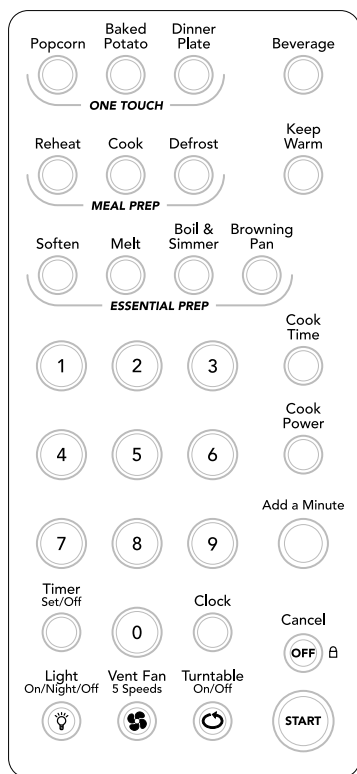 Popcorn
Baked
Potato
Dinner
Plate
Beverage
ONE TOUCH
Reheat
Cook
Defrost
Keep
Warm
MEAL PREP
Soften
Melt
Boil &
Simmer
Browning
Pan
ESSENTIAL PREP
Cook
Time
1 2 3
Cook
Power
4 5 6
Add a Minute
7 8 9
Timer
Set/Off
0
Clock
Cancel
OFF
Light
On/Night/Off
Vent Fan
5 Speeds
Turntable
On/Off
START